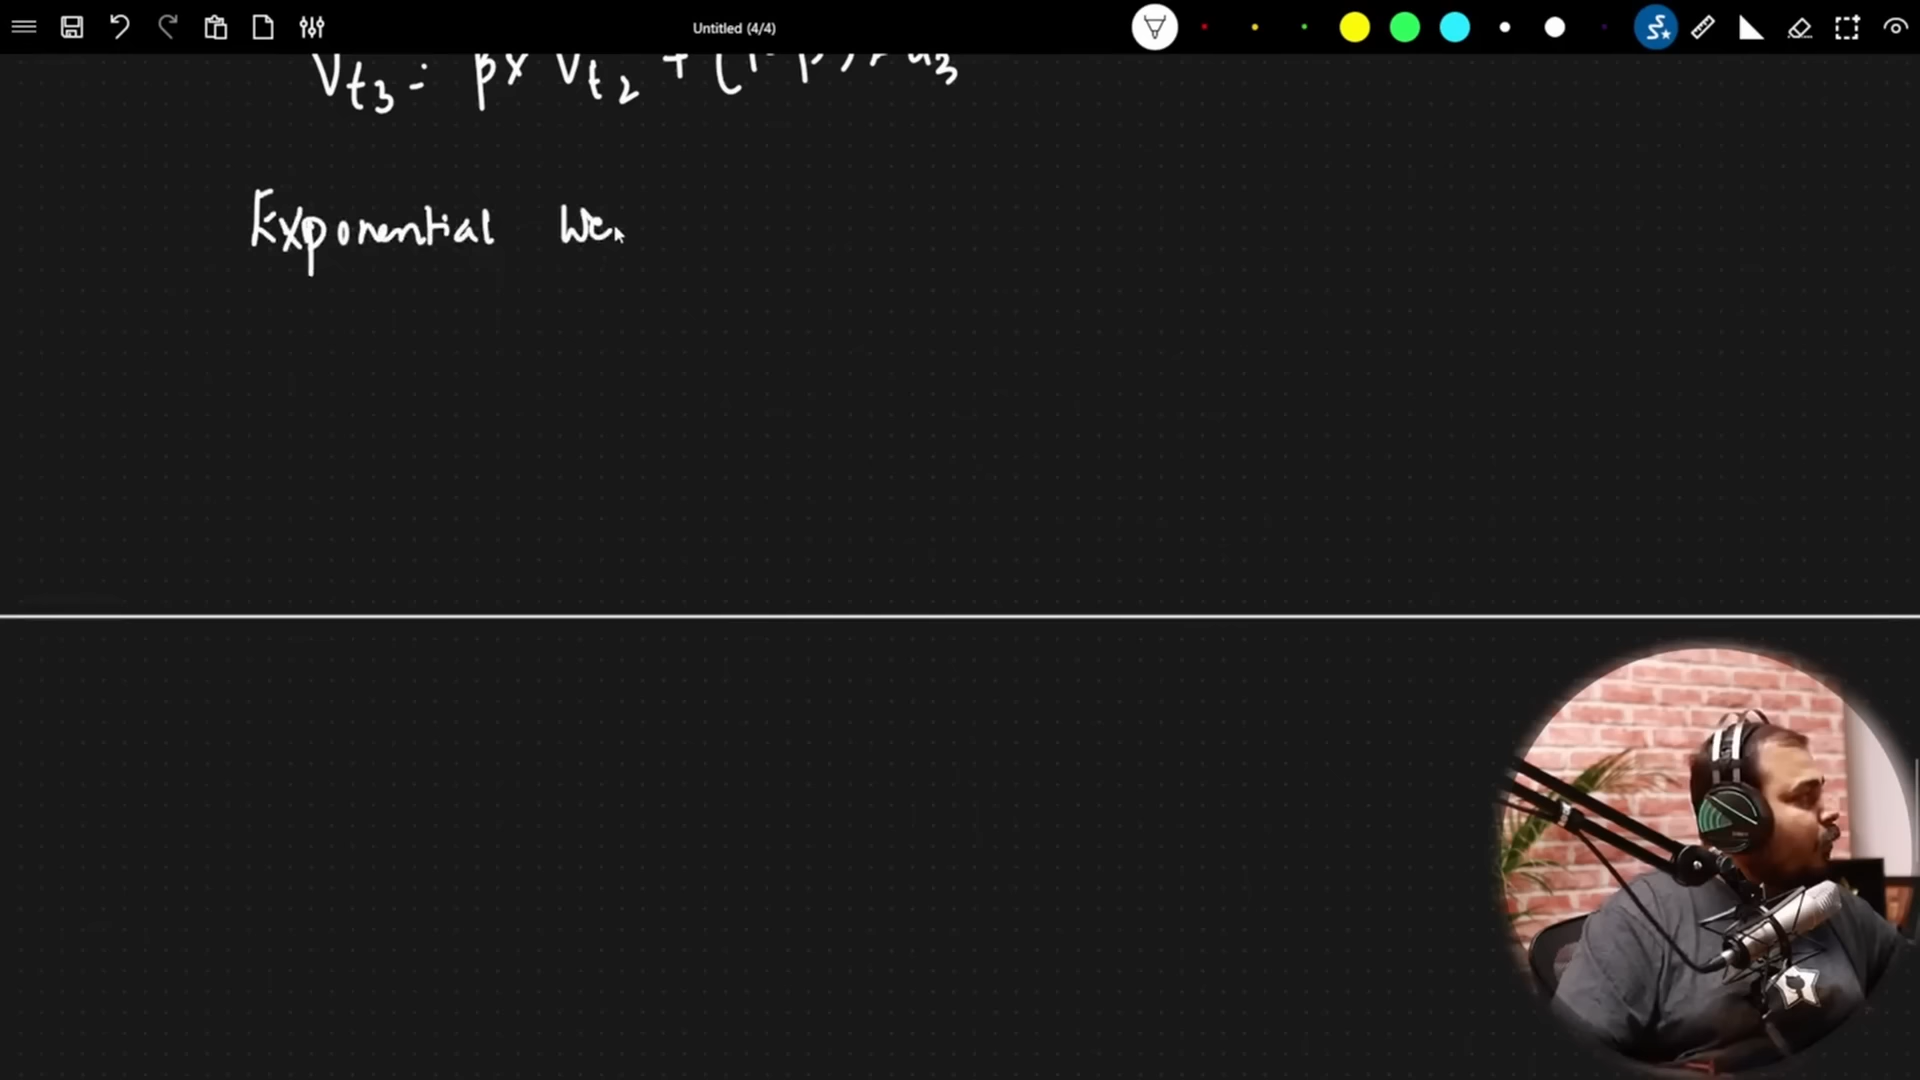 Untitled (4/4)
Vt3 = β × Vt2 + (1-β) × a3
Exponential We